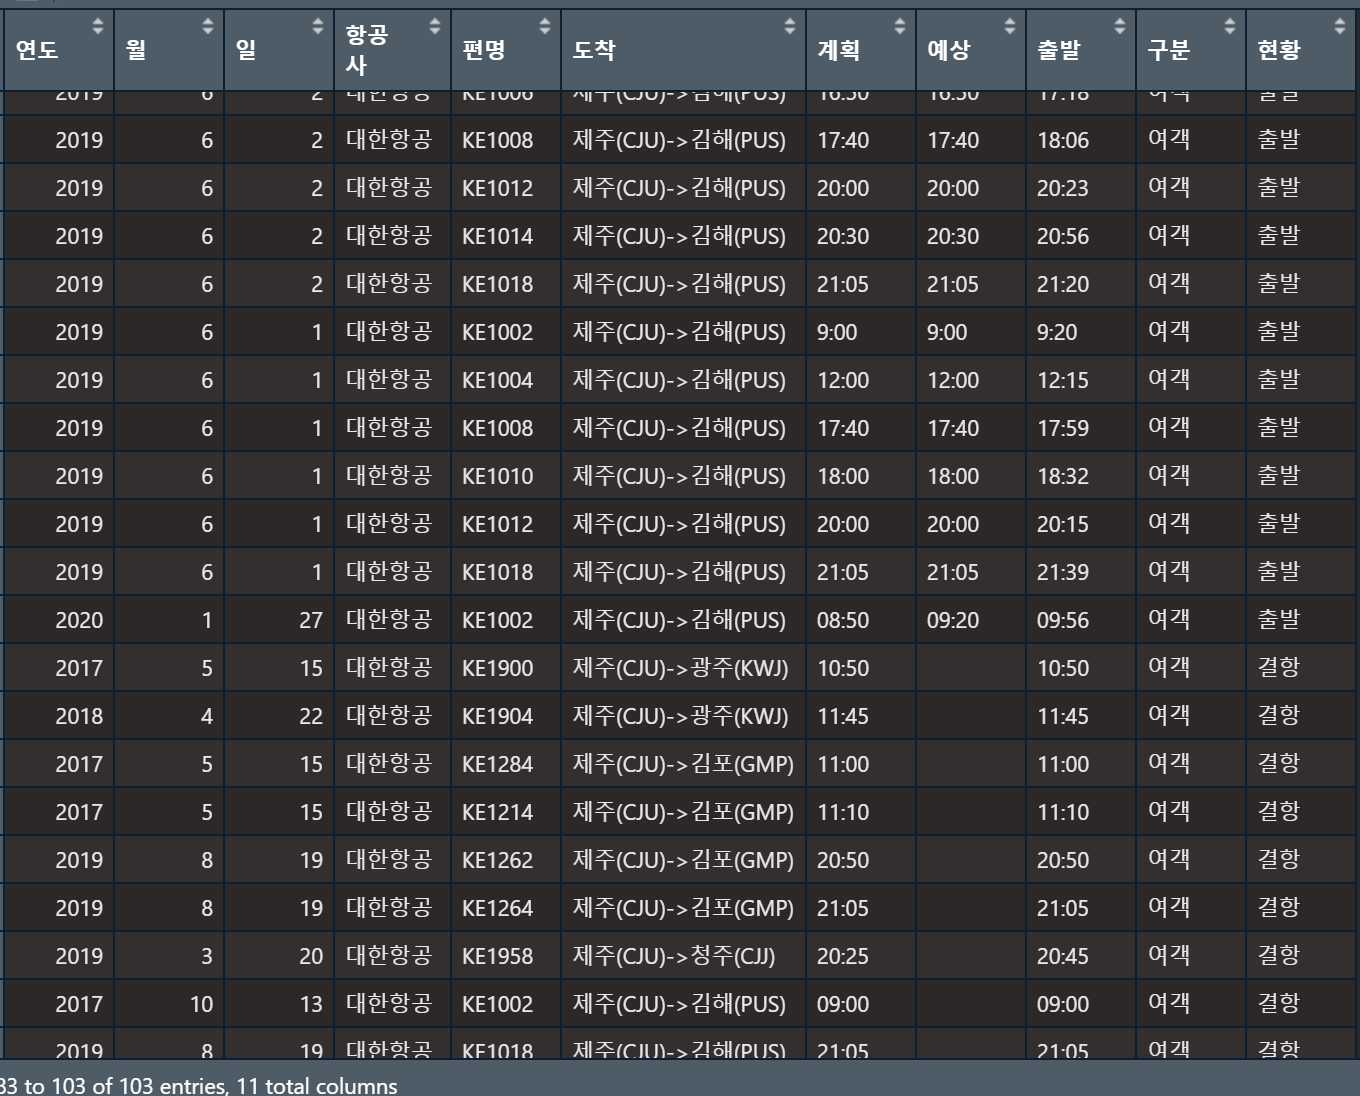 연도 월 일 항공사 편명 도착 계획 예상 출발 구분 현황
2019 6 2 대한항공 KE1006 제주(CJU)->김해(PUS) 16:50 16:50 17:18 여객 출발
2019 6 2 대한항공 KE1008 제주(CJU)->김해(PUS) 17:40 17:40 18:06 여객 출발
2019 6 2 대한항공 KE1012 제주(CJU)->김해(PUS) 20:00 20:00 20:23 여객 출발
2019 6 2 대한항공 KE1014 제주(CJU)->김해(PUS) 20:30 20:30 20:56 여객 출발
2019 6 2 대한항공 KE1018 제주(CJU)->김해(PUS) 21:05 21:05 21:20 여객 출발
2019 6 1 대한항공 KE1002 제주(CJU)->김해(PUS) 9:00 9:00 9:20 여객 출발
2019 6 1 대한항공 KE1004 제주(CJU)->김해(PUS) 12:00 12:00 12:15 여객 출발
2019 6 1 대한항공 KE1008 제주(CJU)->김해(PUS) 17:40 17:40 17:59 여객 출발
2019 6 1 대한항공 KE1010 제주(CJU)->김해(PUS) 18:00 18:00 18:32 여객 출발
2019 6 1 대한항공 KE1012 제주(CJU)->김해(PUS) 20:00 20:00 20:15 여객 출발
2019 6 1 대한항공 KE1018 제주(CJU)->김해(PUS) 21:05 21:05 21:39 여객 출발
2020 1 27 대한항공 KE1002 제주(CJU)->김해(PUS) 08:50 09:20 09:56 여객 출발
2017 5 15 대한항공 KE1900 제주(CJU)->광주(KWJ) 10:50 10:50 여객 결항
2018 4 22 대한항공 KE1904 제주(CJU)->광주(KWJ) 11:45 11:45 여객 결항
2017 5 15 대한항공 KE1284 제주(CJU)->김포(GMP) 11:00 11:00 여객 결항
2017 5 15 대한항공 KE1214 제주(CJU)->김포(GMP) 11:10 11:10 여객 결항
2019 8 19 대한항공 KE1262 제주(CJU)->김포(GMP) 20:50 20:50 여객 결항
2019 8 19 대한항공 KE1264 제주(CJU)->김포(GMP) 21:05 21:05 여객 결항
2019 3 20 대한항공 KE1958 제주(CJU)->청주(CJJ) 20:25 20:45 여객 결항
2017 10 13 대한항공 KE1002 제주(CJU)->김해(PUS) 09:00 09:00 여객 결항
2019 8 19 대한항공 KE1018 제주(CJU)->김해(PUS) 21:05 21:05 여객 결항
33 to 103 of 103 entries, 11 total columns